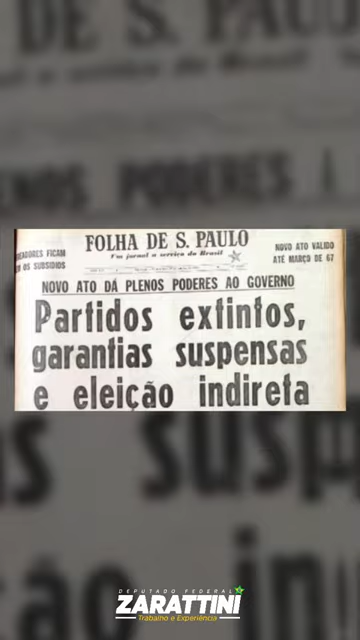 DE S. PAULO
PODERES
FOLHA DE S. PAULO
Um jornal a serviço do Brasil
FICAM
OS SUBSIDIOS
NOVO ATO VALIDO
ATÉ MARÇO DE 67
NOVO ATO DÁ PLENOS PODERES AO GOVERNO
Partidos extintos,
garantias suspensas
e eleição indireta
DEPUTADO FEDERAL
ZARATTINI
Trabalho e Experiência